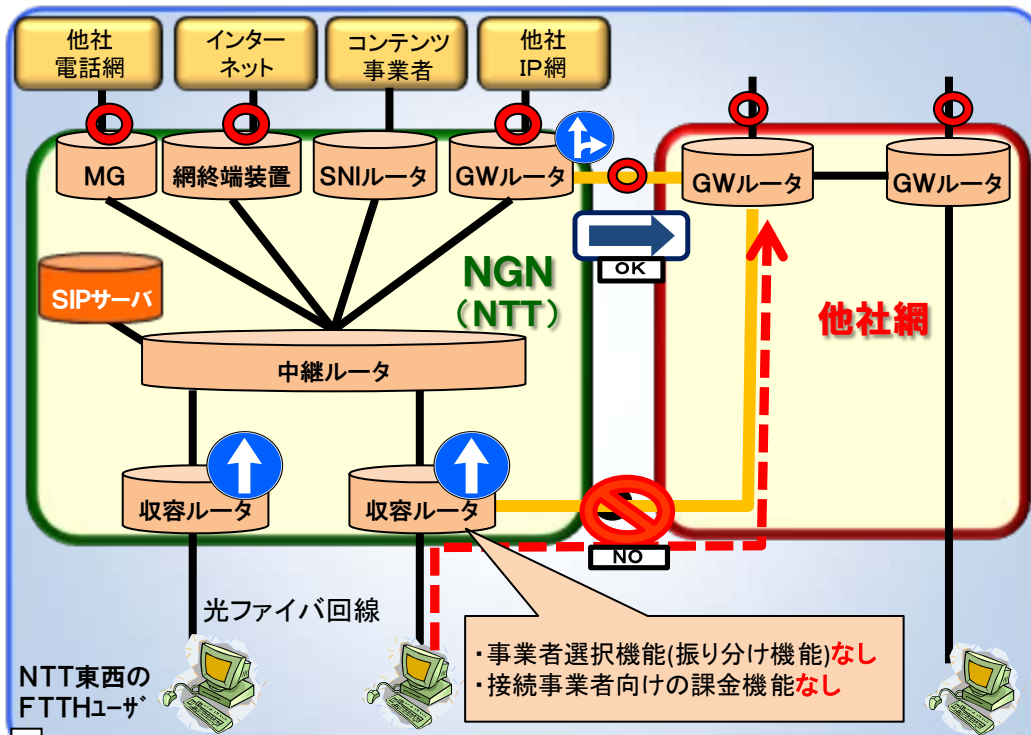 他社
電話網
インター
ネット
コンテンツ
事業者
他社
IP網
MG
網終端装置
SNIルータ
GWルータ
GWルータ
GWルータ
OK
NGN
(NTT)
SIPサーバ
他社網
中継ルータ
収容ルータ
収容ルータ
NO
光ファイバ回線
・事業者選択機能(振り分け機能)なし
・接続事業者向けの課金機能なし
NTT東西の
FTTHユーザ